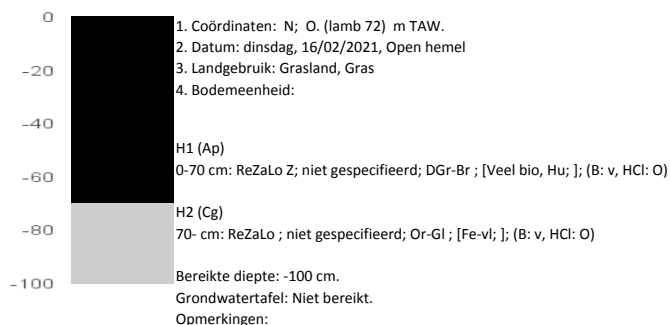 0
-20
-40
-60
-80
-100
1. Coördinaten: N; O. (lamb 72) m TAW.
2. Datum: dinsdag, 16/02/2021, Open hemel
3. Landgebruik: Grasland, Gras
4. Bodemeenheid:
H1 (Ap)
0-70 cm: ReZaLo Z; niet gespecifieerd; DGr-Br ; [Veel bio, Hu; ]; (B: v, HCl: O)
H2 (Cg)
70- cm: ReZaLo ; niet gespecifieerd; Or-Gl ; [Fe-vl; ]; (B: v, HCl: O)
Bereikte diepte: -100 cm.
Grondwatertafel: Niet bereikt.
Opmerkingen: